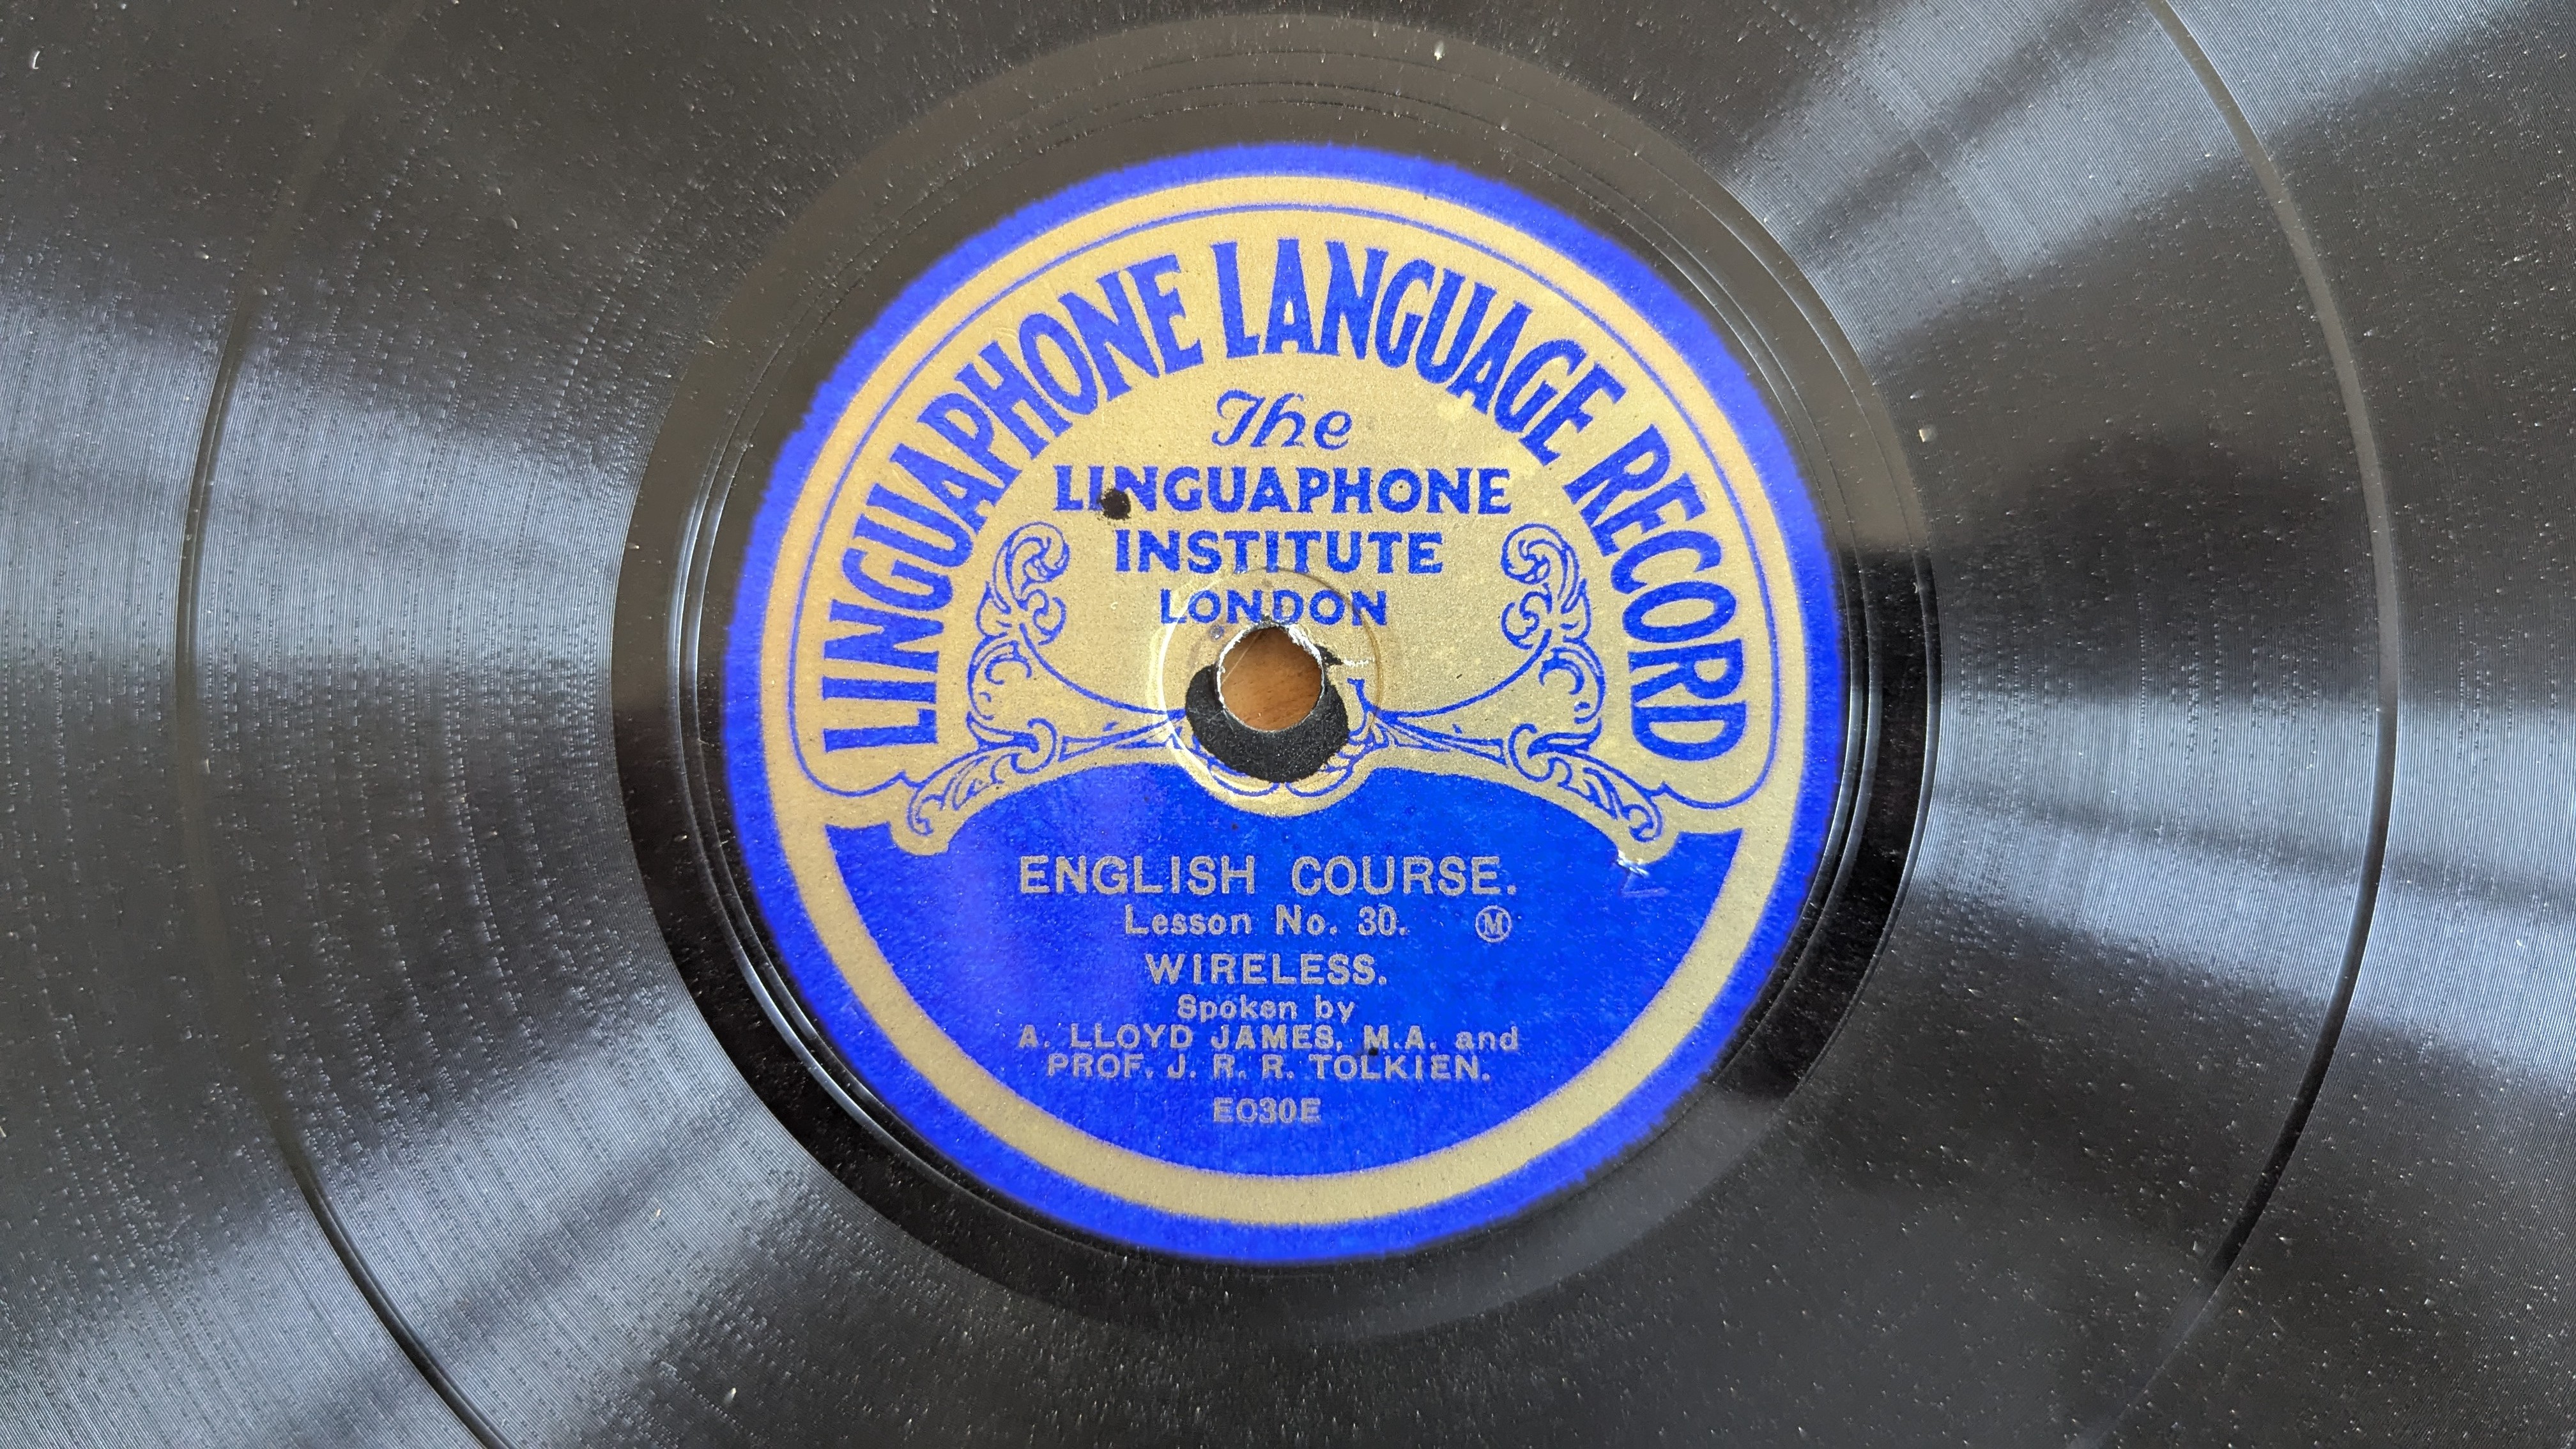 LINGUAPHONE LANGUAGE RECORD
The
LINGUAPHONE
INSTITUTE
LONDON
ENGLISH COURSE.
Lesson No. 30. Ⓜ
WIRELESS.
Spoken by
A. LLOYD JAMES, M.A. and
PROF. J. R. R. TOLKIEN.
EC30E